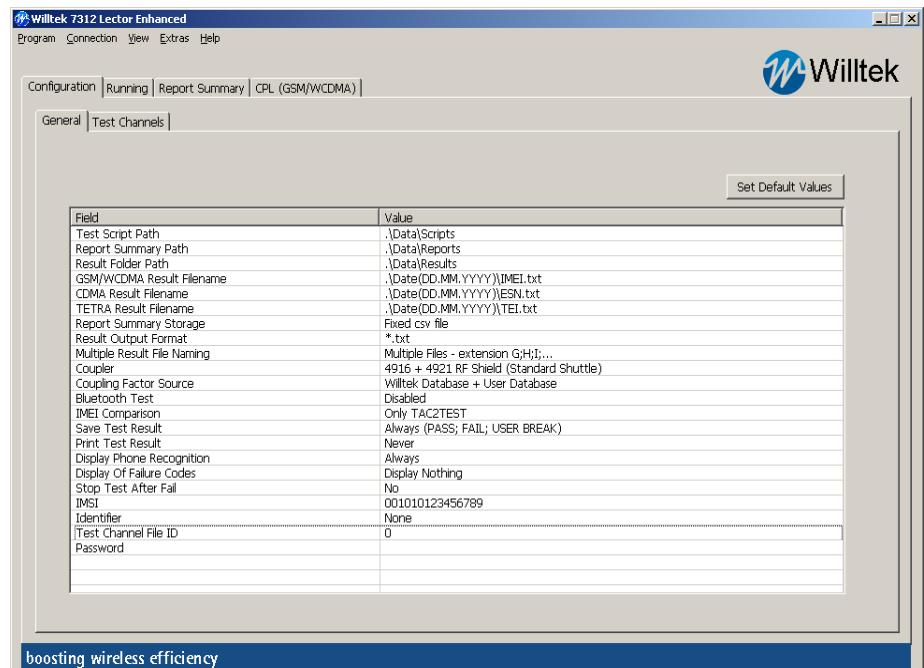 Willtek 7312 Lector Enhanced
Program Connection View Extras Help
Willtek
Configuration Running Report Summary CPL (GSM/WCDMA)
General Test Channels
Set Default Values
Field Value
Test Script Path .\Data\Scripts
Report Summary Path .\Data\Reports
Result Folder Path .\Data\Results
GSM/WCDMA Result Filename .\Date(DD.MM.YYYY)\IMEI.txt
CDMA Result Filename .\Date(DD.MM.YYYY)\ESN.txt
TETRA Result Filename .\Date(DD.MM.YYYY)\TEI.txt
Report Summary Storage Fixed csv file
Result Output Format *.txt
Multiple Result File Naming Multiple Files - extension G;H;I;...
Coupler 4916 + 4921 RF Shield (Standard Shuttle)
Coupling Factor Source Willtek Database + User Database
Bluetooth Test Disabled
IMEI Comparison Only TAC2TEST
Save Test Result Always (PASS; FAIL; USER BREAK)
Print Test Result Never
Display Phone Recognition Always
Display Of Failure Codes Display Nothing
Stop Test After Fail No
IMSI 001010123456789
Identifier None
Test Channel File ID 0
Password
boosting wireless efficiency